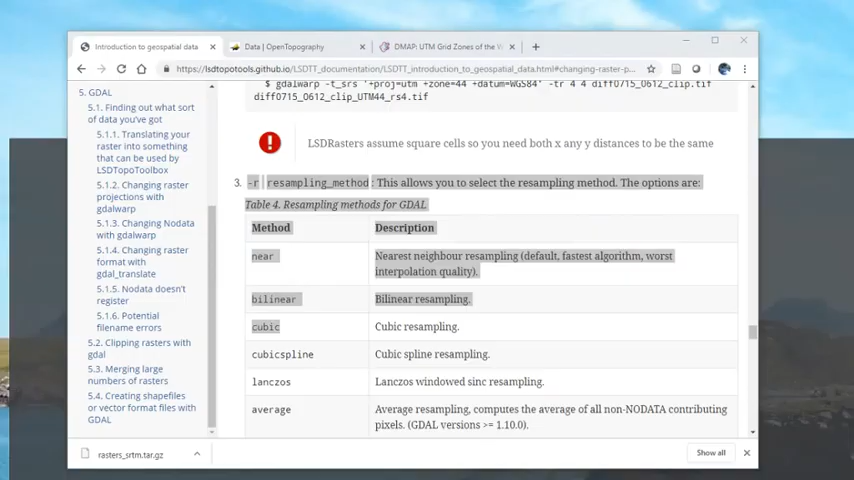 Introduction to geospatial data
Data | OpenTopography
DMAP: UTM Grid Zones of the W
https://lsdtopotools.github.io/LSDTT_documentation/LSDTT_introduction_to_geospatial_data.html#changing-raster-p...
5. GDAL
5.1. Finding out what sort
of data you've got
5.1.1. Translating your
raster into something
that can be used by
LSDTopoToolbox
5.1.2. Changing raster
projections with
gdalwarp
5.1.3. Changing Nodata
with gdalwarp
5.1.4. Changing raster
format with
gdal_translate
5.1.5. Nodata doesn't
register
5.1.6. Potential
filename errors
5.2. Clipping rasters with
gdal
5.3. Merging large
numbers of rasters
5.4. Creating shapefiles
or vector format files with
GDAL
$ gdalwarp -t_srs '+proj=utm +zone=44 +datum=WGS84' -tr 4 4 diff0715_0612_clip.tif
diff0715_0612_clip_UTM44_rs4.tif
LSDRasters assume square cells so you need both x any y distances to be the same
3. -r resampling_method: This allows you to select the resampling method. The options are:
Table 4. Resampling methods for GDAL
Method Description
near Nearest neighbour resampling (default, fastest algorithm, worst
interpolation quality).
bilinear Bilinear resampling.
cubic Cubic resampling.
cubicspline Cubic spline resampling.
lanczos Lanczos windowed sinc resampling.
average Average resampling, computes the average of all non-NODATA contributing
pixels. (GDAL versions >= 1.10.0).
rasters_srtm.tar.gz
Show all